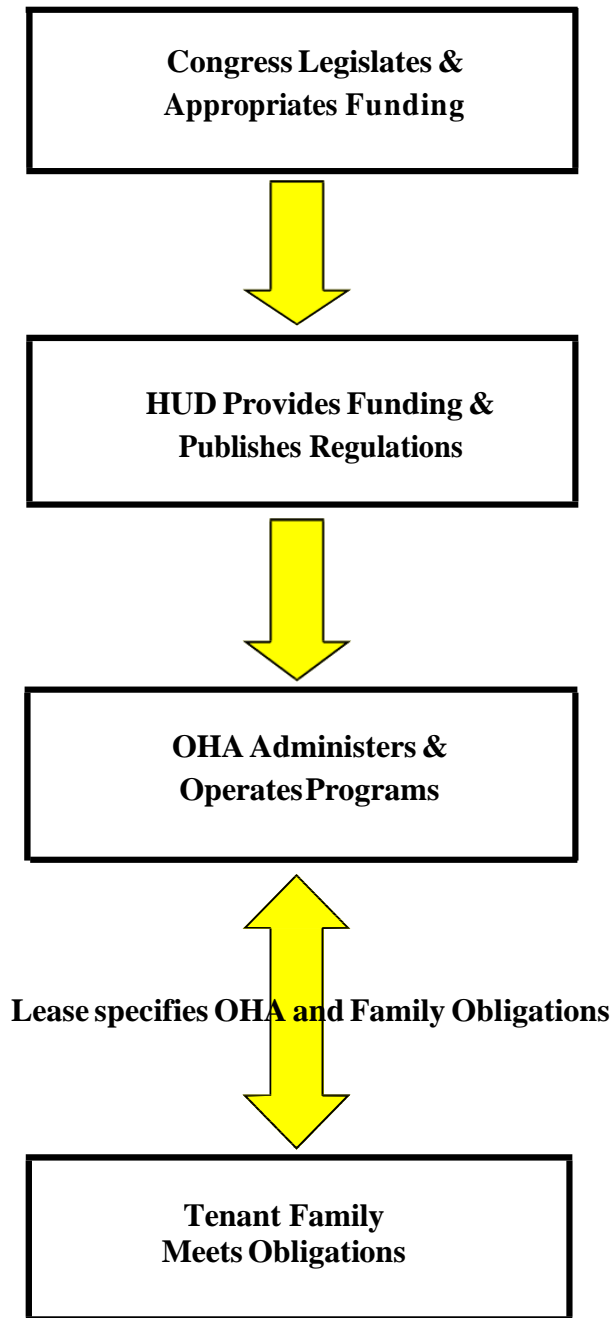 Congress Legislates &
Appropriates Funding
HUD Provides Funding &
Publishes Regulations
OHA Administers &
Operates Programs
Lease specifies OHA and Family Obligations
Tenant Family
Meets Obligations